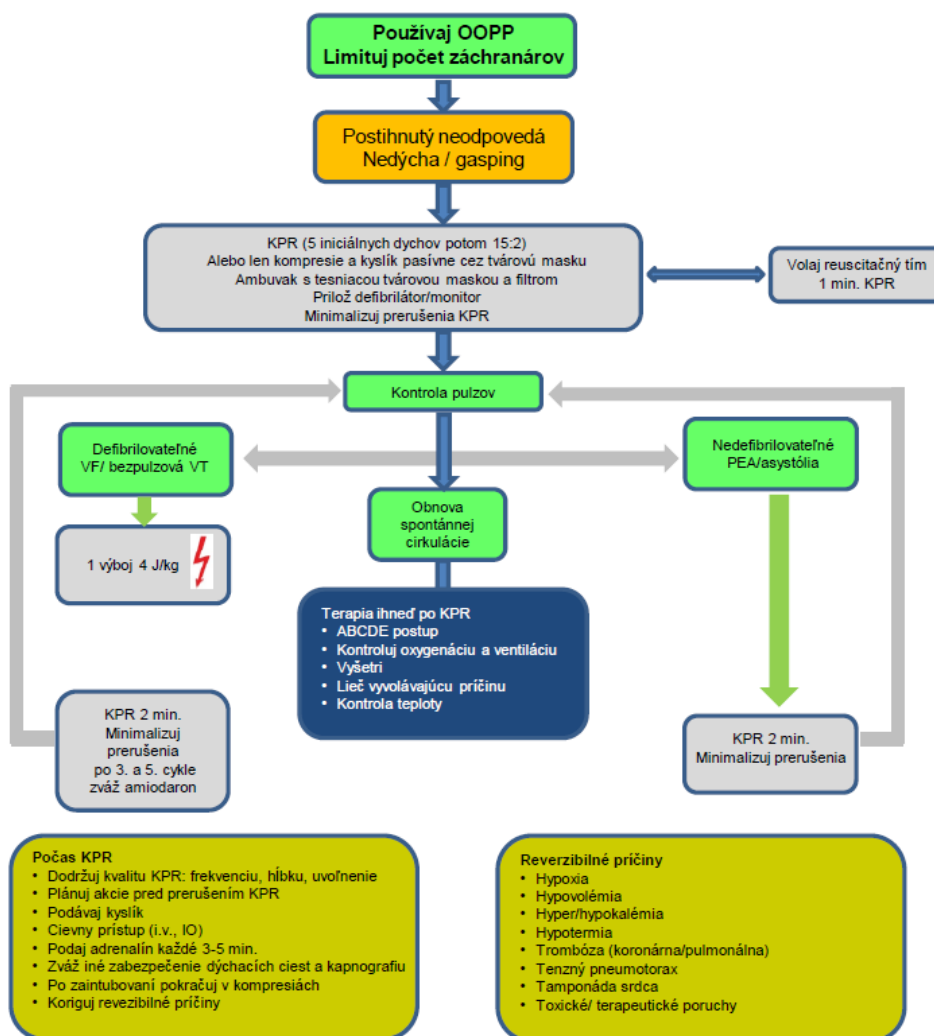 Používaj OOPP
Limituj počet záchranárov
Postihnutý neodpovedá
Nedýcha / gasping
KPR (5 iniciálnych dychov potom 15:2)
Alebo len kompresie a kyslík pasívne cez tvárovú masku
Ambuvak s tesniacou tvárovou maskou a filtrom
Prilož defibrilátor/monitor
Minimalizuj prerušenia KPR
Volaj reuscitačný tím
1 min. KPR
Kontrola pulzov
Defibrilovateľné
VF/ bezpulzová VT
Nedefibrilovateľné
PEA/asystólia
1 výboj 4 J/kg
Obnova
spontánnej
cirkulácie
Terapia ihneď po KPR
• ABCDE postup
• Kontroluj oxygenáciu a ventiláciu
• Vyšetri
• Lieč vyvolávajúcu príčinu
• Kontrola teploty
KPR 2 min.
Minimalizuj
prerušenia
po 3. a 5. cykle
zváž amiodaron
KPR 2 min.
Minimalizuj prerušenia
Počas KPR
• Dodržuj kvalitu KPR: frekvenciu, hĺbku, uvoľnenie
• Plánuj akcie pred prerušením KPR
• Podávaj kyslík
• Cievny prístup (i.v., IO)
• Podaj adrenalín každé 3-5 min.
• Zváž iné zabezpečenie dýchacích ciest a kapnografiu
• Po zaintubovaní pokračuj v kompresiách
• Koriguj revezibilné príčiny
Reverzibilné príčiny
• Hypoxia
• Hypovolémia
• Hyper/hypokalémia
• Hypotermia
• Trombóza (koronárna/pulmonálna)
• Tenzný pneumotorax
• Tamponáda srdca
• Toxické/ terapeutické poruchy